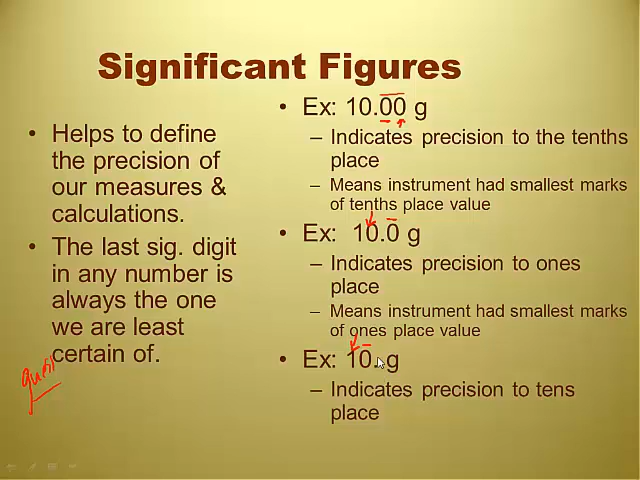 Significant Figures
• Helps to define
the precision of
our measures &
calculations.
• The last sig. digit
in any number is
always the one
we are least
certain of.
• Ex: 10.00 g
– Indicates precision to the tenths
place
– Means instrument had smallest marks
of tenths place value
• Ex: 10.0 g
– Indicates precision to ones
place
– Means instrument had smallest marks
of ones place value
• Ex: 10. g
– Indicates precision to tens
place